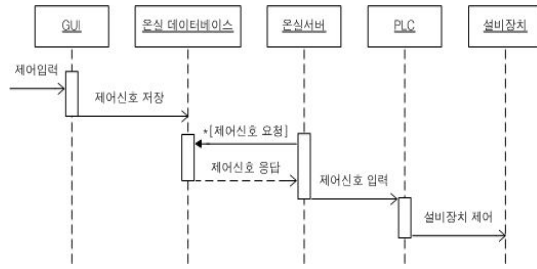 GUI
온실 데이터베이스
온실서버
PLC
설비장치
제어입력
제어신호 저장
*[제어신호 요청]
제어신호 응답
제어신호 입력
설비장치 제어